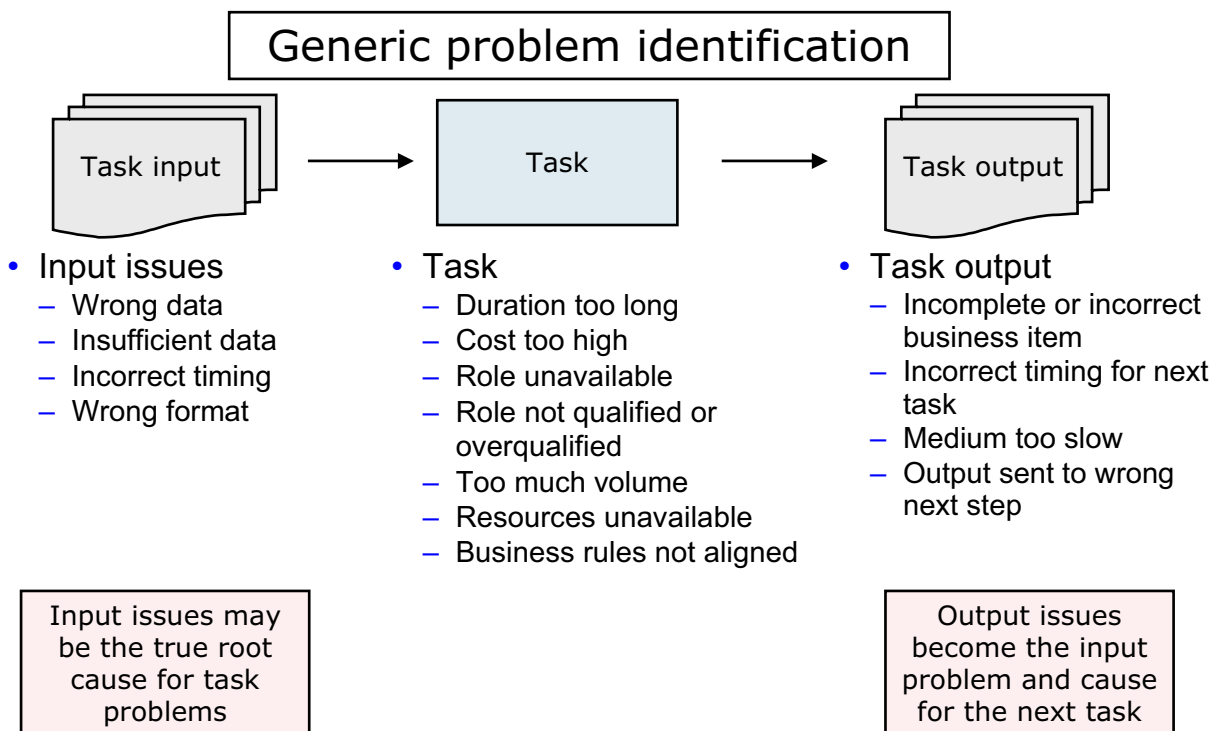 Generic problem identification
Task input
Task
Task output
• Input issues
– Wrong data
– Insufficient data
– Incorrect timing
– Wrong format
• Task
– Duration too long
– Cost too high
– Role unavailable
– Role not qualified or
overqualified
– Too much volume
– Resources unavailable
– Business rules not aligned
• Task output
– Incomplete or incorrect
business item
– Incorrect timing for next
task
– Medium too slow
– Output sent to wrong
next step
Input issues may
be the true root
cause for task
problems
Output issues
become the input
problem and cause
for the next task